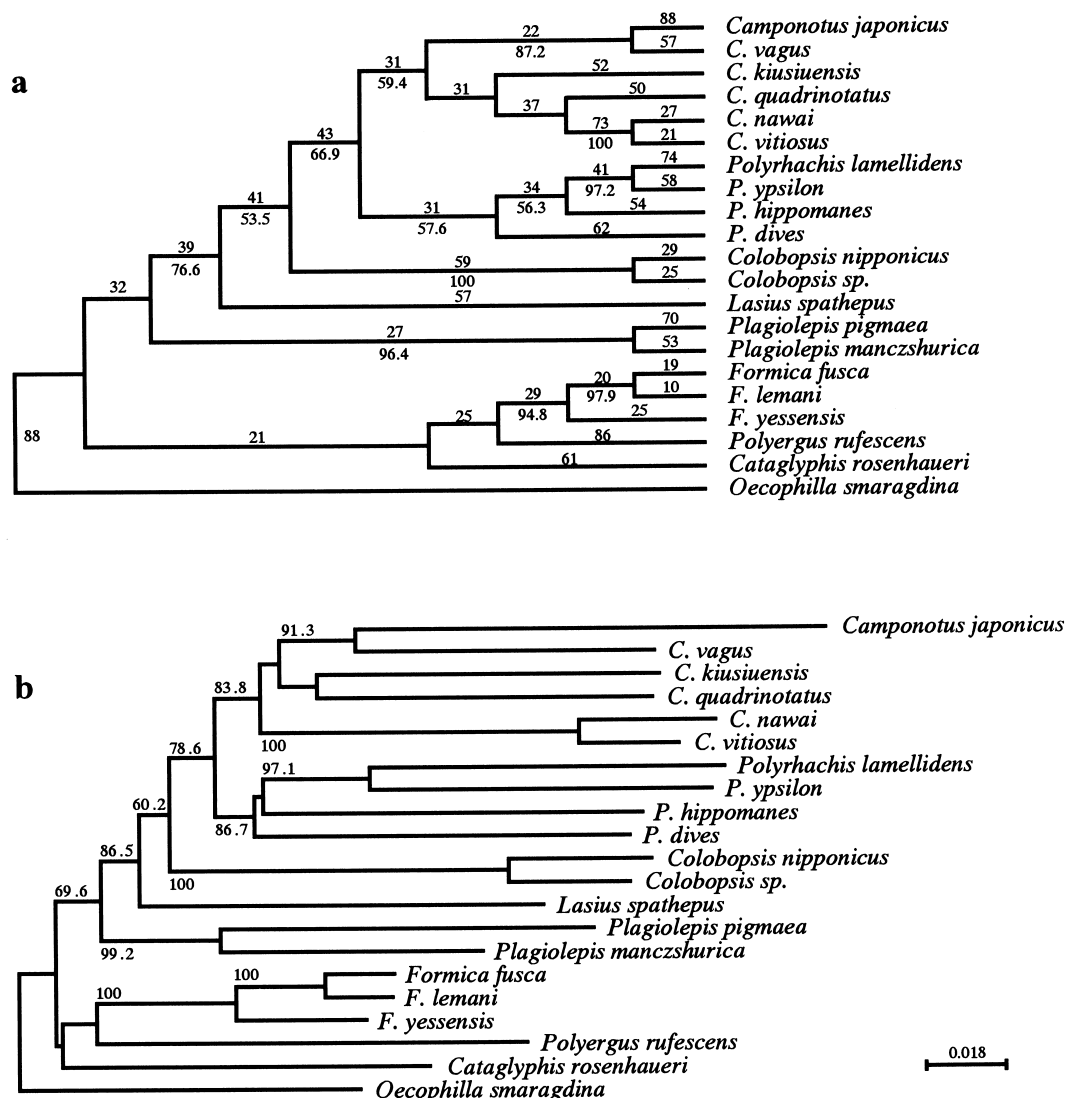 a
88
Camponotus japonicus
22
57
C. vagus
87.2
31
59.4
52
C. kiusiuensis
31
50
C. quadrinotatus
37
27
C. nawai
73
21
C. vitiosus
100
43
66.9
74
Polyrhachis lamellidens
41
58
P. ypsilon
97.2
34
56.3
54
P. hippomanes
31
57.6
62
P. dives
41
53.5
29
Colobopsis nipponicus
59
25
Colobopsis sp.
100
57
Lasius spathepus
39
76.6
70
Plagiolepis pigmaea
27
53
Plagiolepis manczshurica
96.4
32
19
Formica fusca
20
10
F. lemani
97.9
29
94.8
25
F. yessensis
25
86
Polyergus rufescens
21
61
Cataglyphis rosenhaueri
88
Oecophilla smaragdina
b
91.3
Camponotus japonicus
C. vagus
C. kiusiuensis
83.8
C. quadrinotatus
C. nawai
100
C. vitiosus
78.6
97.1
Polyrhachis lamellidens
P. ypsilon
60.2
P. hippomanes
86.7
P. dives
86.5
Colobopsis nipponicus
100
Colobopsis sp.
69.6
Lasius spathepus
Plagiolepis pigmaea
99.2
Plagiolepis manczshurica
100
Formica fusca
100
F. lemani
F. yessensis
Polyergus rufescens
0.018
Cataglyphis rosenhaueri
Oecophilla smaragdina